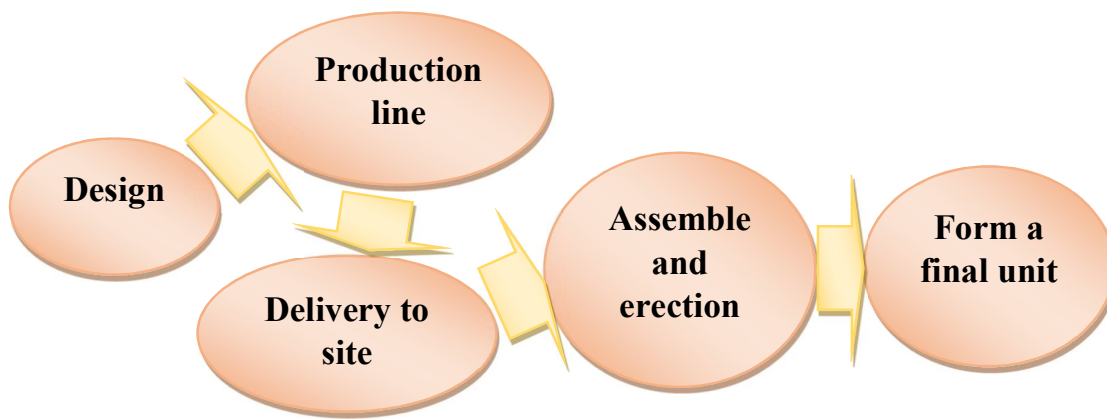 Design
Production
line
Delivery to
site
Assemble
and
erection
Form a
final unit